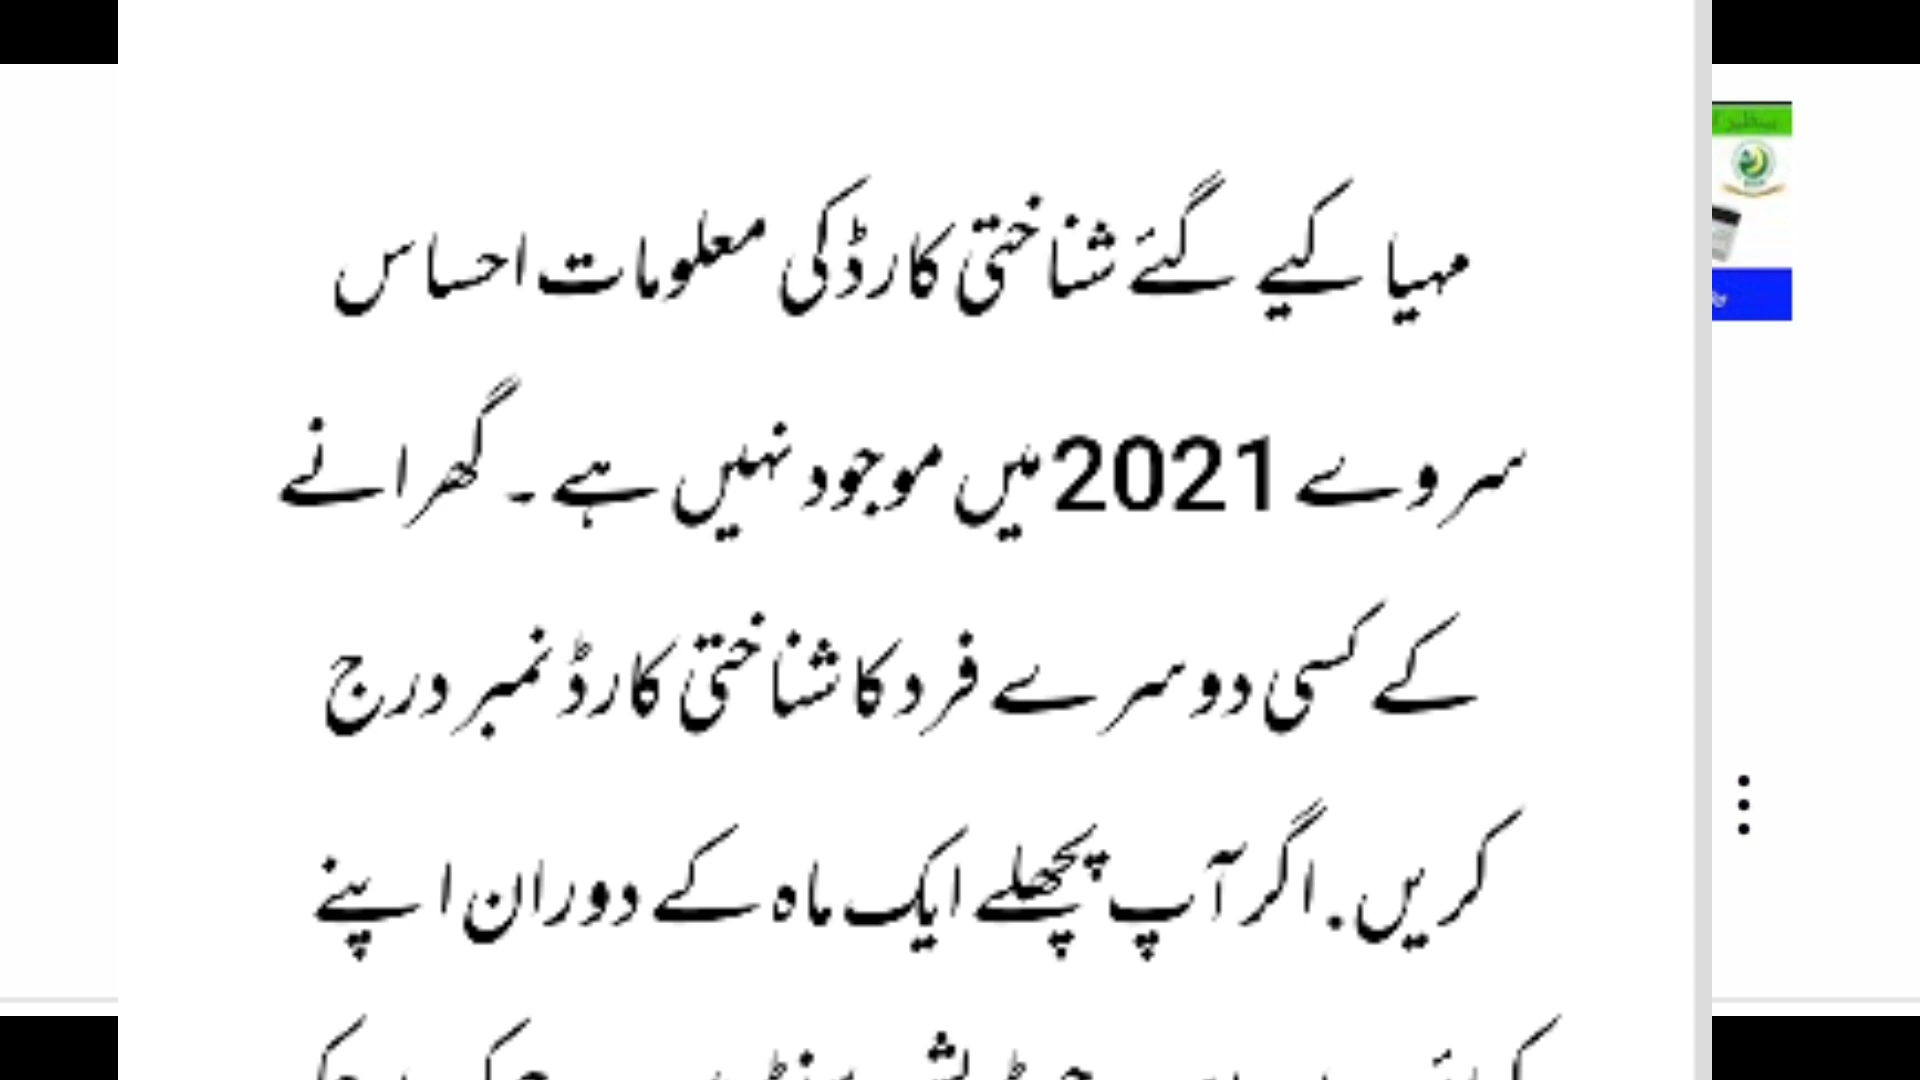 مہیا کیے گئے شناختی کارڈ کی معلومات احساس
سروے 2021 میں موجود نہیں ہے ۔ گھرانے
کے کسی دوسرے فرد کا شناختی کارڈ نمبر درج
کریں. اگر آپ پچھلے ایک ماہ کے دوران اپنے